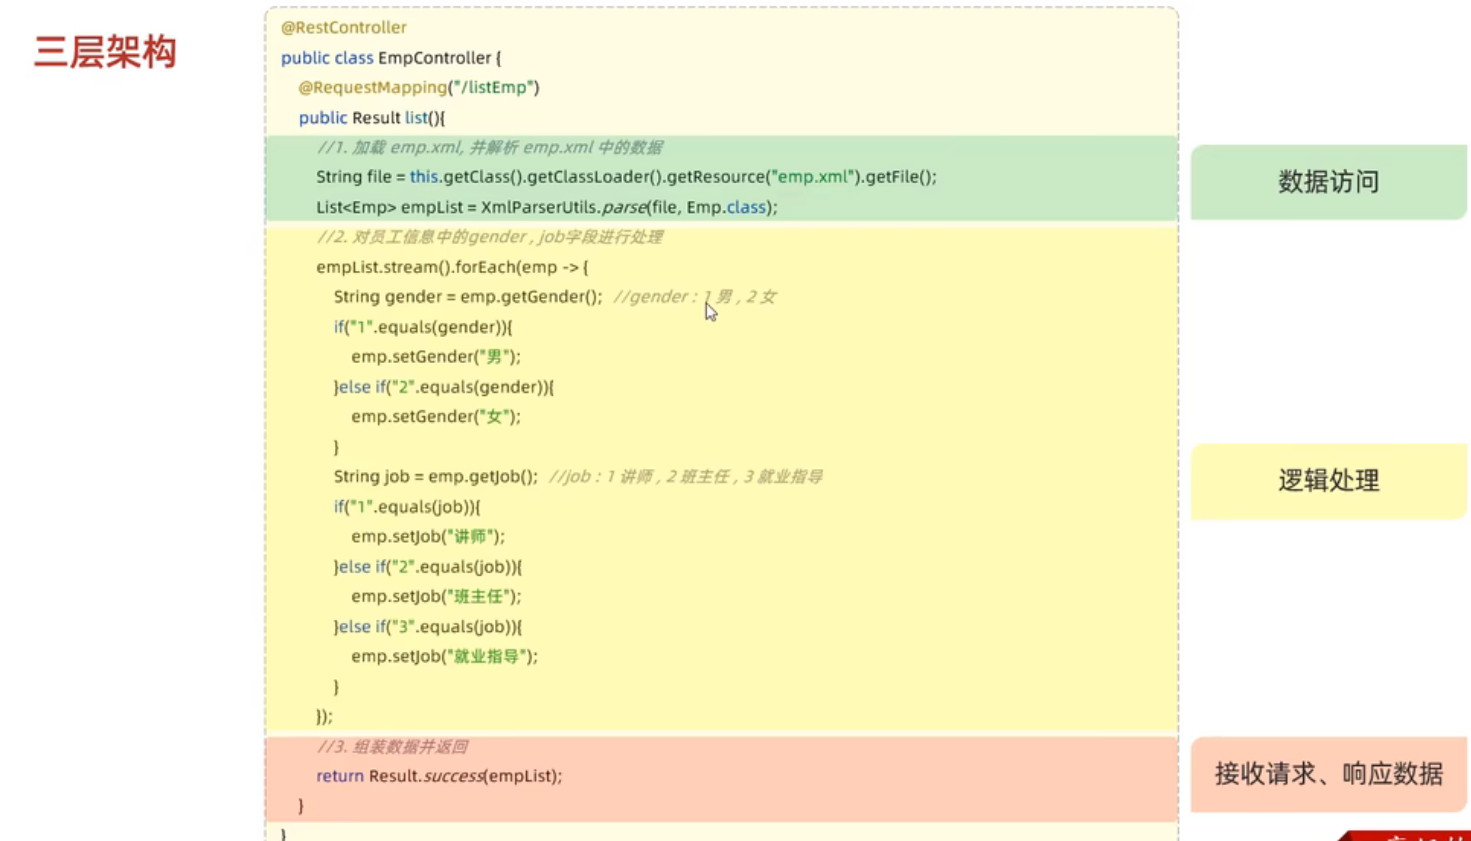 三层架构
@RestController
public class EmpController {
@RequestMapping("/listEmp")
public Result list(){
//1. 加载 emp.xml, 并解析 emp.xml 中的数据
String file = this.getClass().getClassLoader().getResource("emp.xml").getFile();
List<Emp> empList = XmlParserUtils.parse(file, Emp.class);
数据访问
//2. 对员工信息中的gender , job字段进行处理
empList.stream().forEach(emp -> {
String gender = emp.getGender(); //gender : 1 男 , 2 女
if("1".equals(gender)){
emp.setGender("男");
}else if("2".equals(gender)){
emp.setGender("女");
}
String job = emp.getJob(); //job : 1 讲师 , 2 班主任 , 3 就业指导
if("1".equals(job)){
emp.setJob("讲师");
}else if("2".equals(job)){
emp.setJob("班主任");
}else if("3".equals(job)){
emp.setJob("就业指导");
}
});
逻辑处理
//3. 组装数据并返回
return Result.success(empList);
}
接收请求、响应数据
}